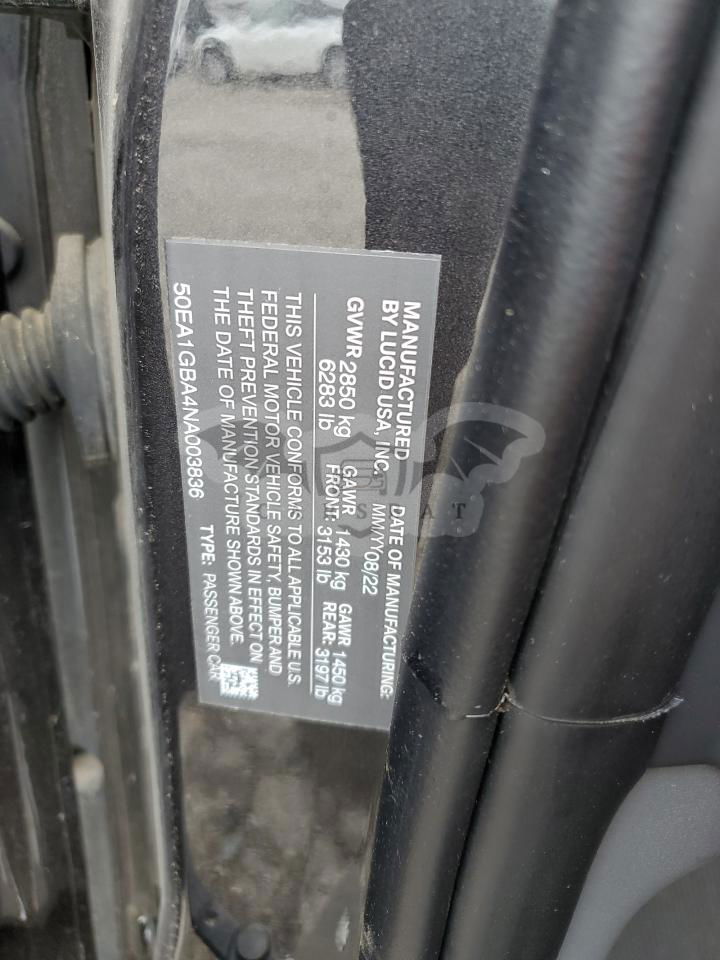 MANUFACTURED
BY LUCID USA, INC.
DATE OF MANUFACTURING:
MM/YY 08/22
GVWR 2850 kg
6283 lb
GAWR 1430 kg
FRONT: 3153 lb
GAWR 1450 kg
REAR: 3197 lb
THIS VEHICLE CONFORMS TO ALL APPLICABLE U.S.
FEDERAL MOTOR VEHICLE SAFETY, BUMPER AND
THEFT PREVENTION STANDARDS IN EFFECT ON
THE DATE OF MANUFACTURE SHOWN ABOVE.
50EA1GBA4NA003836
TYPE: PASSENGER CAR